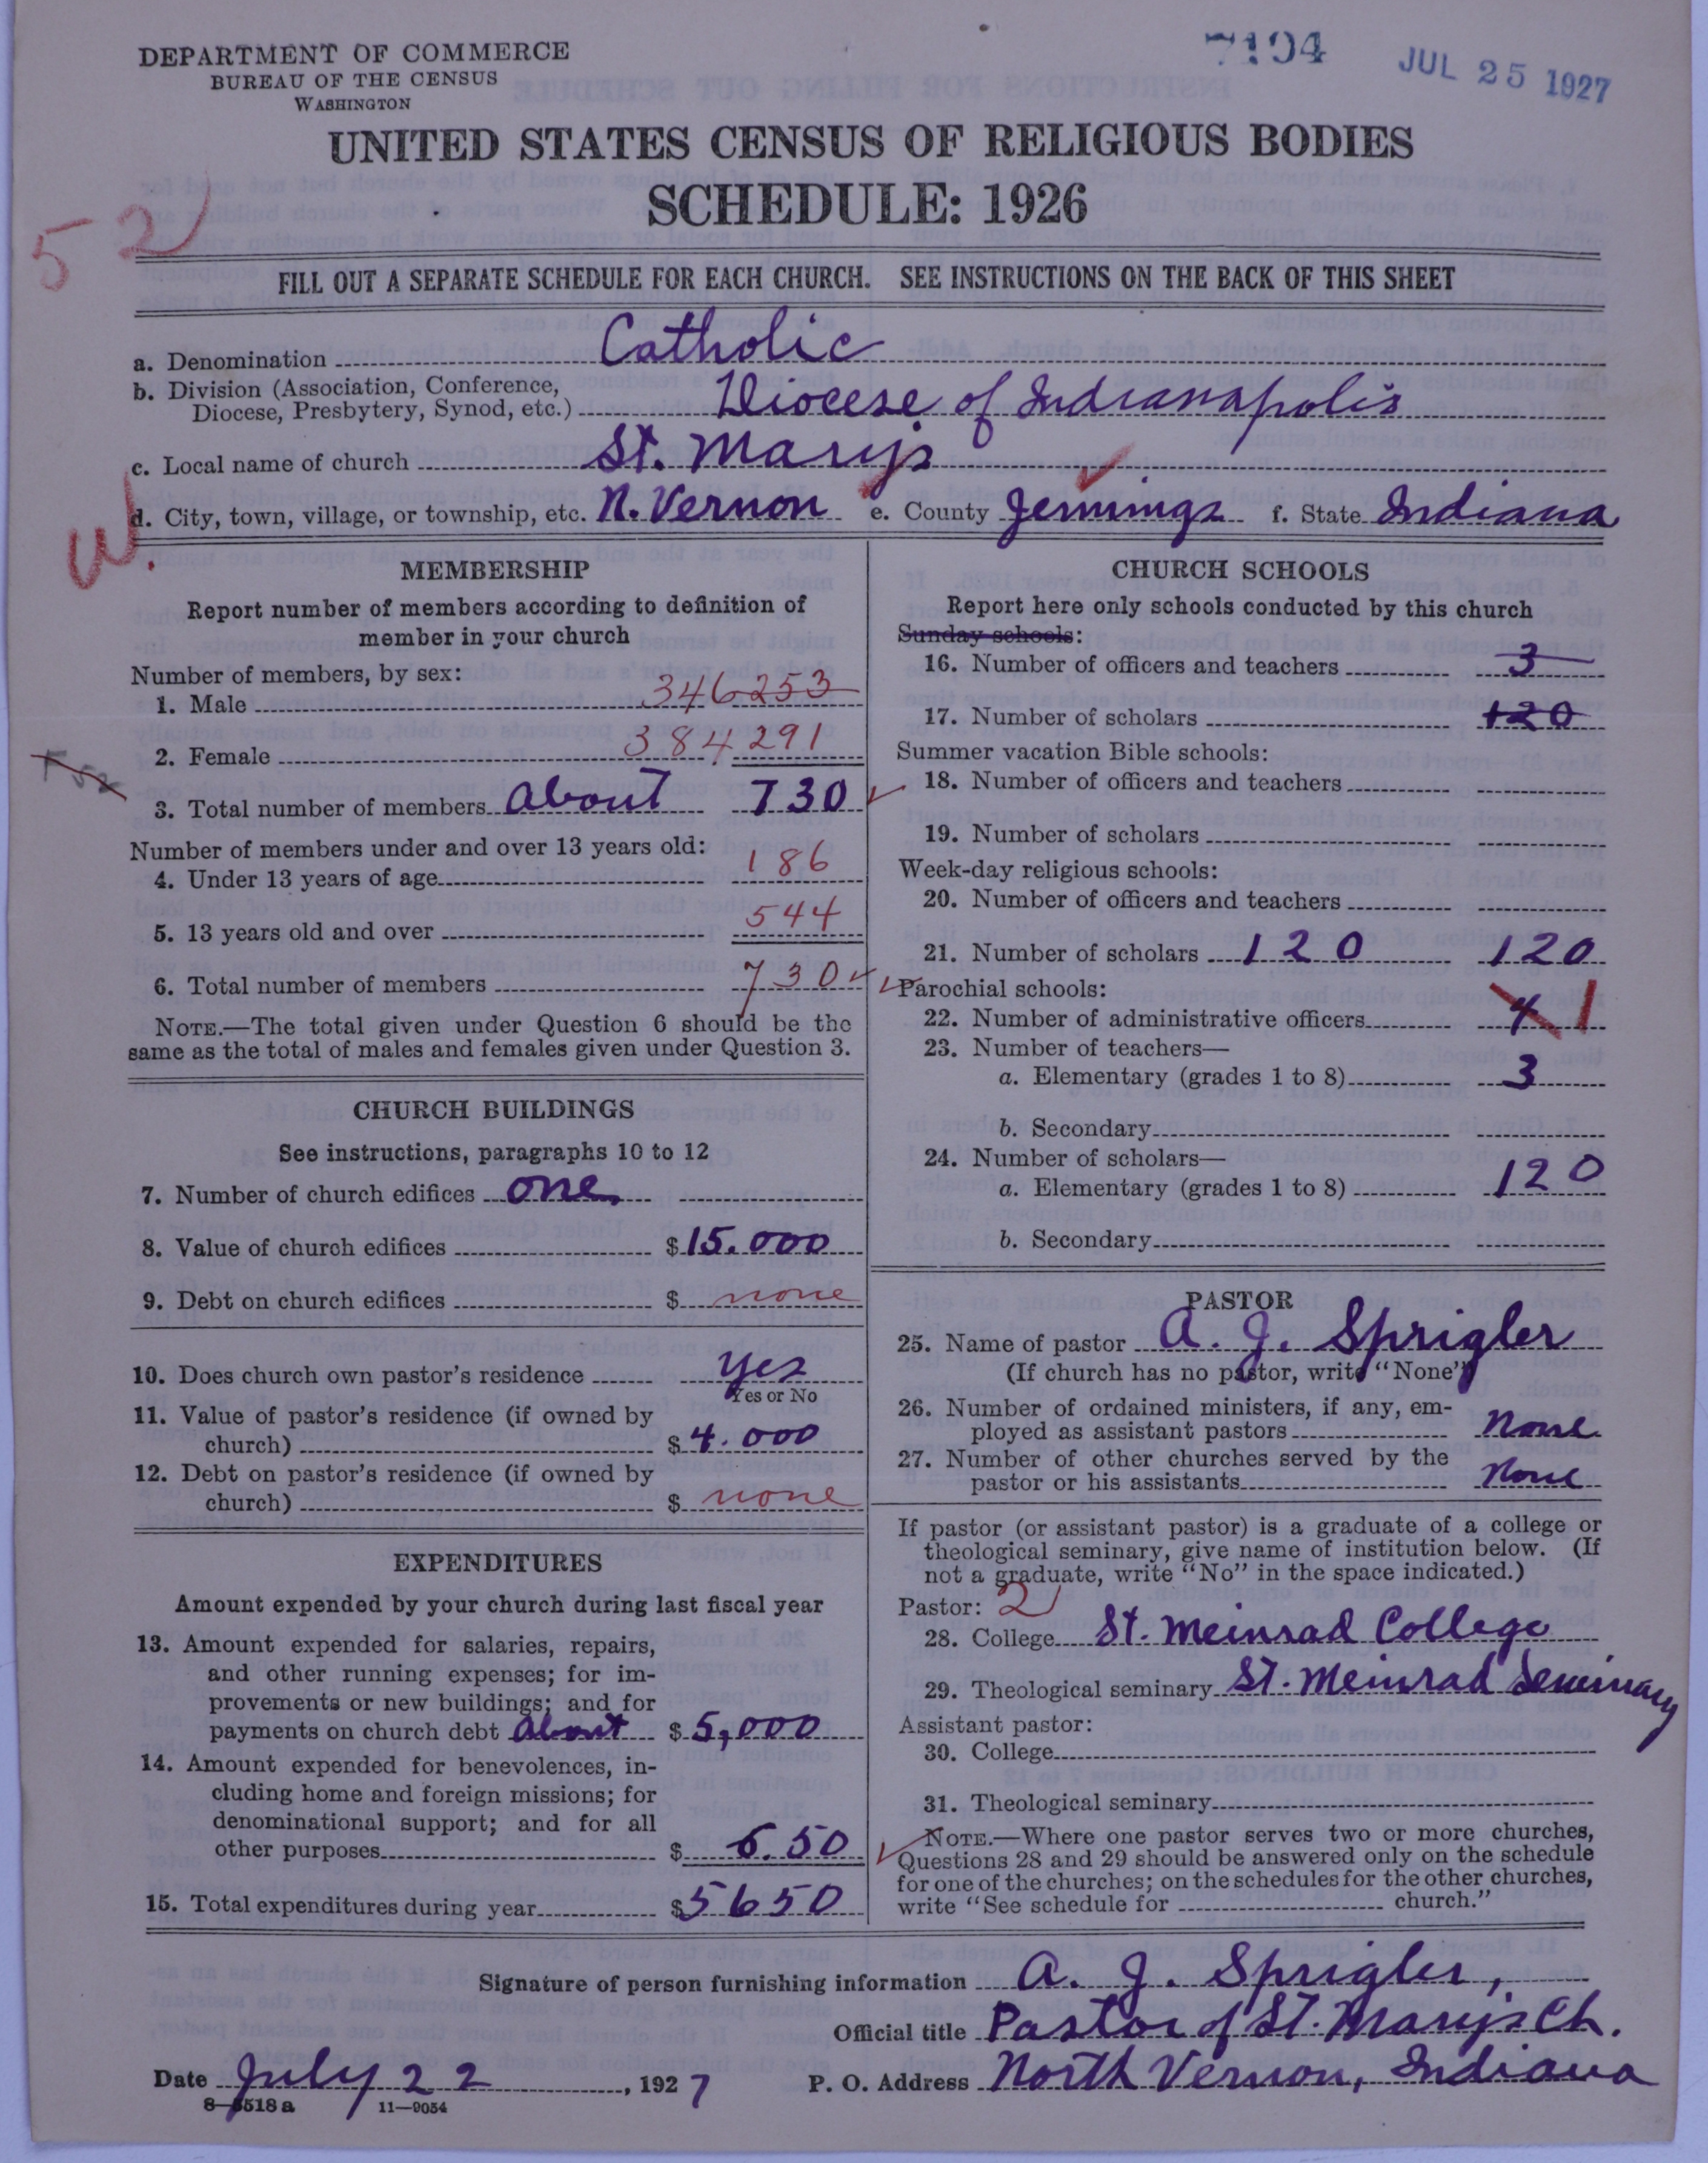 DEPARTMENT OF COMMERCE
BUREAU OF THE CENSUS
WASHINGTON
7194 JUL 25 1927
UNITED STATES CENSUS OF RELIGIOUS BODIES
SCHEDULE: 1926
52
FILL OUT A SEPARATE SCHEDULE FOR EACH CHURCH. SEE INSTRUCTIONS ON THE BACK OF THIS SHEET
a. Denomination Catholic
b. Division (Association, Conference,
Diocese, Presbytery, Synod, etc.) Diocese of Indianapolis
c. Local name of church St. Mary's
d. City, town, village, or township, etc. N. Vernon e. County Jennings f. State Indiana
W.
MEMBERSHIP
Report number of members according to definition of
member in your church
Number of members, by sex:
1. Male 346 253
2. Female 384 291
3. Total number of members about 730
Number of members under and over 13 years old:
4. Under 13 years of age 186
5. 13 years old and over 544
6. Total number of members 730
NOTE.—The total given under Question 6 should be the
same as the total of males and females given under Question 3.
CHURCH BUILDINGS
See instructions, paragraphs 10 to 12
7. Number of church edifices one
8. Value of church edifices $ 15.000
9. Debt on church edifices $ none
10. Does church own pastor's residence yes
Yes or No
11. Value of pastor's residence (if owned by
church) $ 4.000
12. Debt on pastor's residence (if owned by
church) $ none
EXPENDITURES
Amount expended by your church during last fiscal year
13. Amount expended for salaries, repairs,
and other running expenses; for im-
provements or new buildings; and for
payments on church debt about $ 5,000
14. Amount expended for benevolences, in-
cluding home and foreign missions; for
denominational support; and for all
other purposes $ 6.50
15. Total expenditures during year $ 5650
CHURCH SCHOOLS
Report here only schools conducted by this church
Sunday schools:
16. Number of officers and teachers 3
17. Number of scholars 120
Summer vacation Bible schools:
18. Number of officers and teachers
19. Number of scholars
Week-day religious schools:
20. Number of officers and teachers
21. Number of scholars 120 120
Parochial schools:
22. Number of administrative officers 4 1
23. Number of teachers—
a. Elementary (grades 1 to 8) 3
b. Secondary
24. Number of scholars—
a. Elementary (grades 1 to 8) 120
b. Secondary
PASTOR
25. Name of pastor A. J. Sprigler
(If church has no pastor, write "None")
26. Number of ordained ministers, if any, em-
ployed as assistant pastors None
27. Number of other churches served by the
pastor or his assistants None
If pastor (or assistant pastor) is a graduate of a college or
theological seminary, give name of institution below. (If
not a graduate, write "No" in the space indicated.)
Pastor: 2
28. College St. Meinrad College
29. Theological seminary St. Meinrad Seminary
Assistant pastor:
30. College
31. Theological seminary
NOTE.—Where one pastor serves two or more churches,
Questions 28 and 29 should be answered only on the schedule
for one of the churches; on the schedules for the other churches,
write "See schedule for church."
Signature of person furnishing information A. J. Sprigler,
Official title Pastor of St. Mary's Ch.
Date July 22, 1927 P. O. Address North Vernon, Indiana
8—6518 a 11—9054